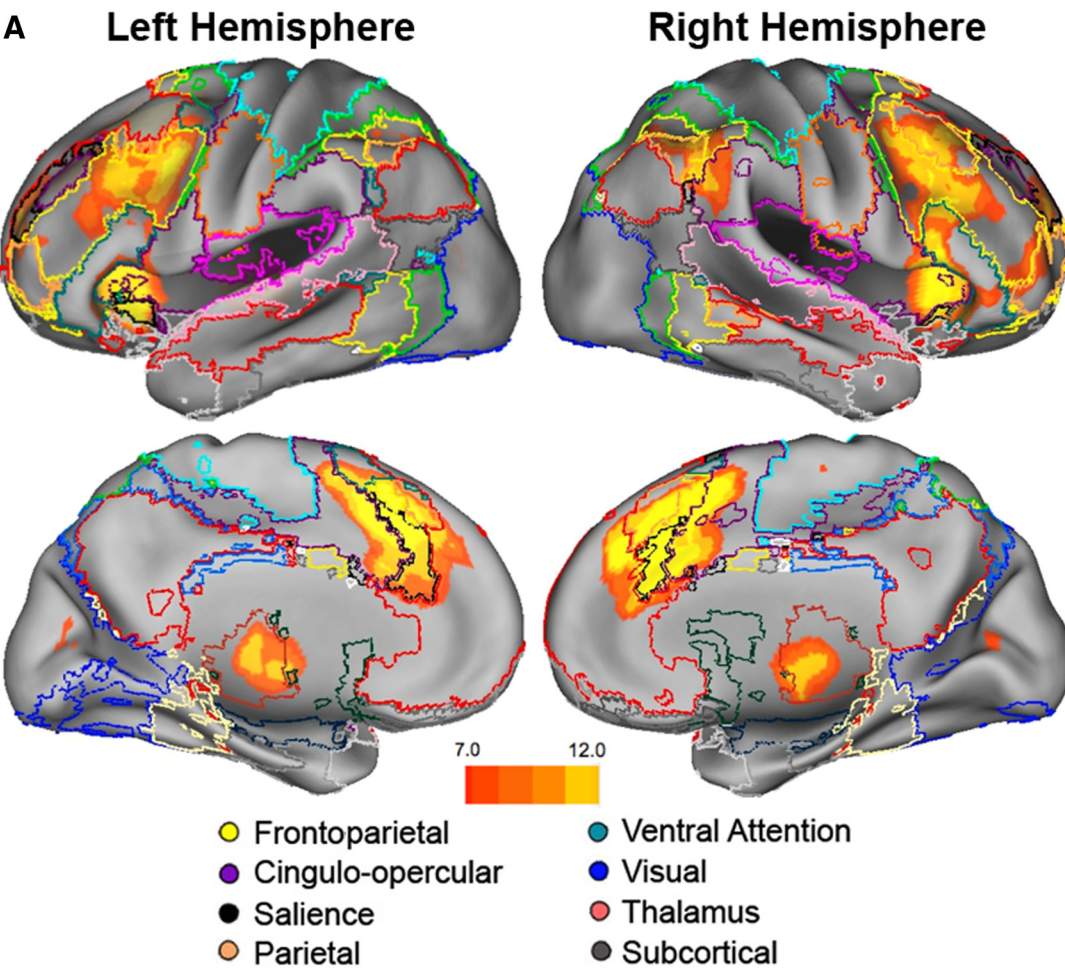 A
Left Hemisphere
Right Hemisphere
7.0
12.0
Frontoparietal
Cingulo-opercular
Salience
Parietal
Ventral Attention
Visual
Thalamus
Subcortical